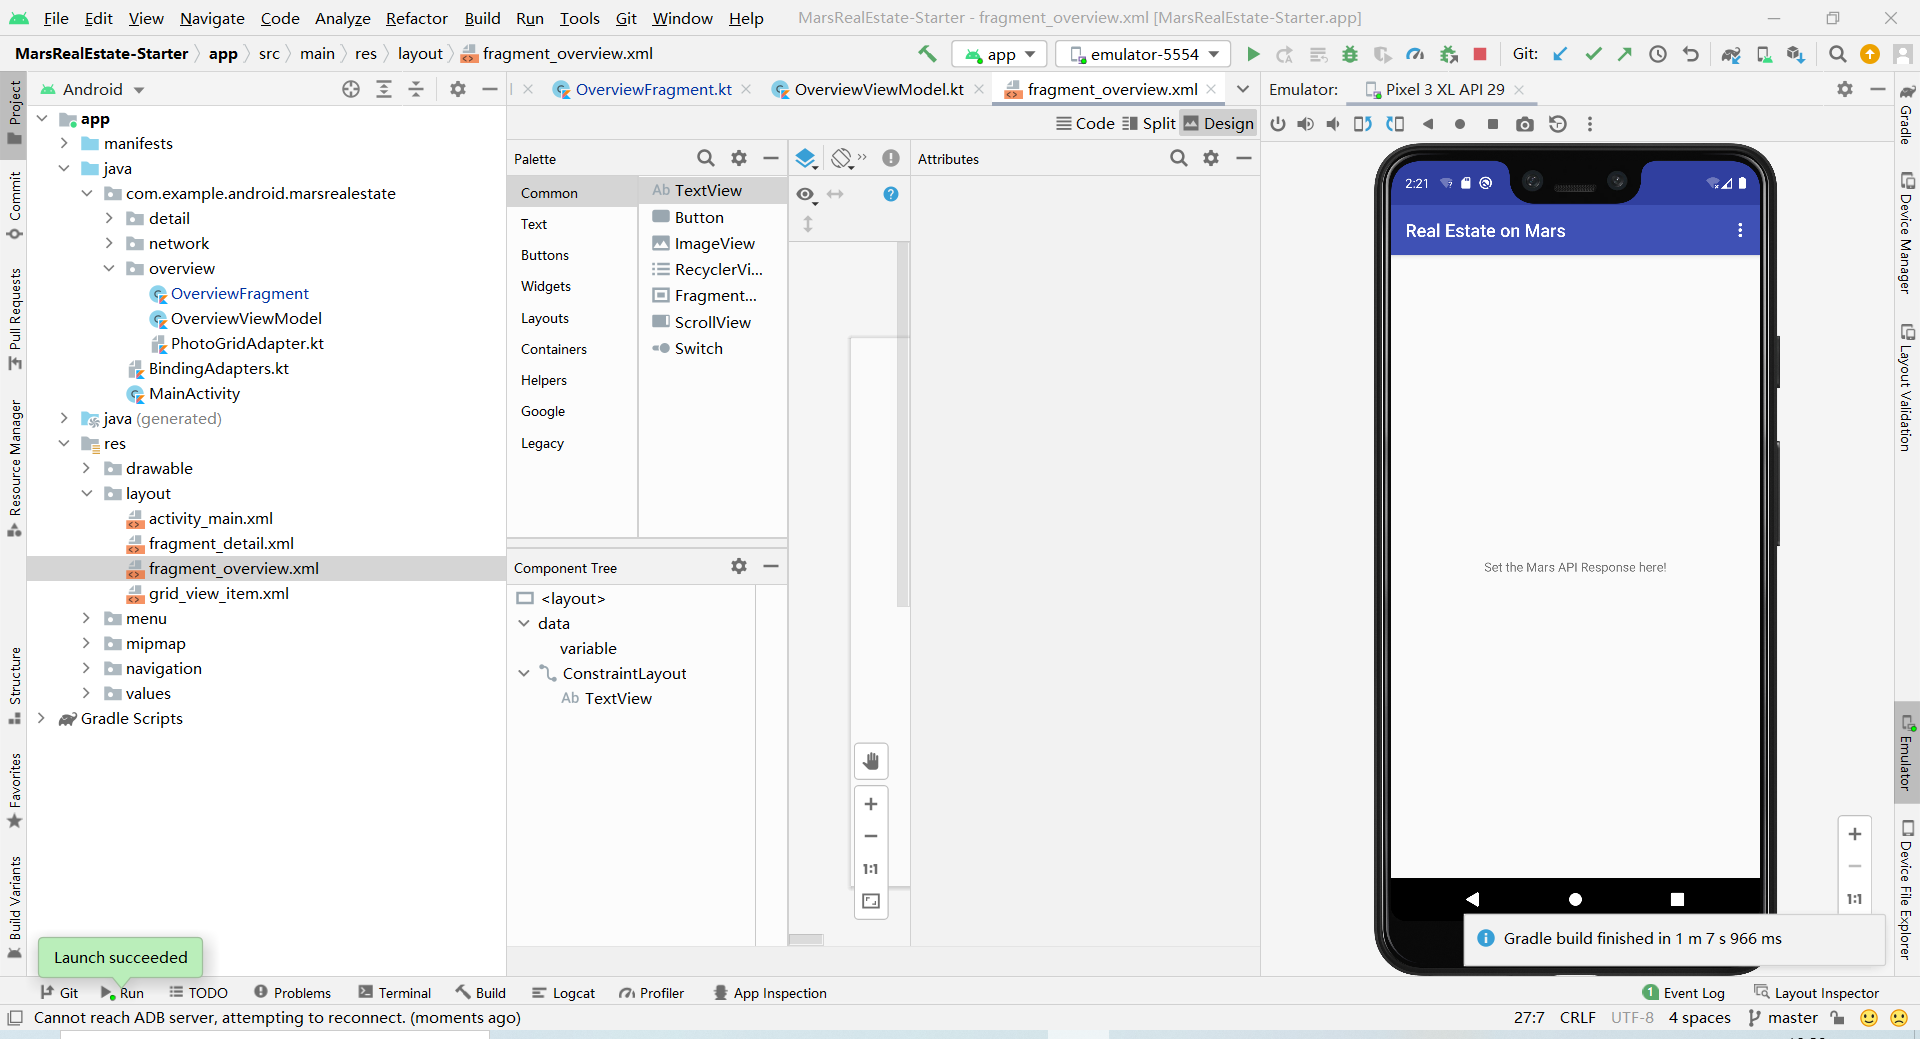 File Edit View Navigate Code Analyze Refactor Build Run Tools Git Window Help MarsRealEstate-Starter - fragment_overview.xml [MarsRealEstate-Starter.app]
MarsRealEstate-Starter app src main res layout fragment_overview.xml app emulator-5554 Git:
Android
OverviewFragment.kt OverviewViewModel.kt fragment_overview.xml
Emulator: Pixel 3 XL API 29
Code Split Design
Project
Commit
Pull Requests
Resource Manager
Structure
Favorites
Build Variants
app
manifests
java
com.example.android.marsrealestate
detail
network
overview
OverviewFragment
OverviewViewModel
PhotoGridAdapter.kt
BindingAdapters.kt
MainActivity
java (generated)
res
drawable
layout
activity_main.xml
fragment_detail.xml
fragment_overview.xml
grid_view_item.xml
menu
mipmap
navigation
values
Gradle Scripts
Palette
Common
Text
Buttons
Widgets
Layouts
Containers
Helpers
Google
Legacy
Ab TextView
Button
ImageView
RecyclerVi...
Fragment...
ScrollView
Switch
Component Tree
<layout>
data
variable
ConstraintLayout
Ab TextView
1:1
Attributes
2:21
Real Estate on Mars
Set the Mars API Response here!
1:1
Gradle
Device Manager
Layout Validation
Emulator
Device File Explorer
Gradle build finished in 1 m 7 s 966 ms
Launch succeeded
Git Run TODO Problems Terminal Build Logcat Profiler App Inspection 1 Event Log Layout Inspector
Cannot reach ADB server, attempting to reconnect. (moments ago) 27:7 CRLF UTF-8 4 spaces master